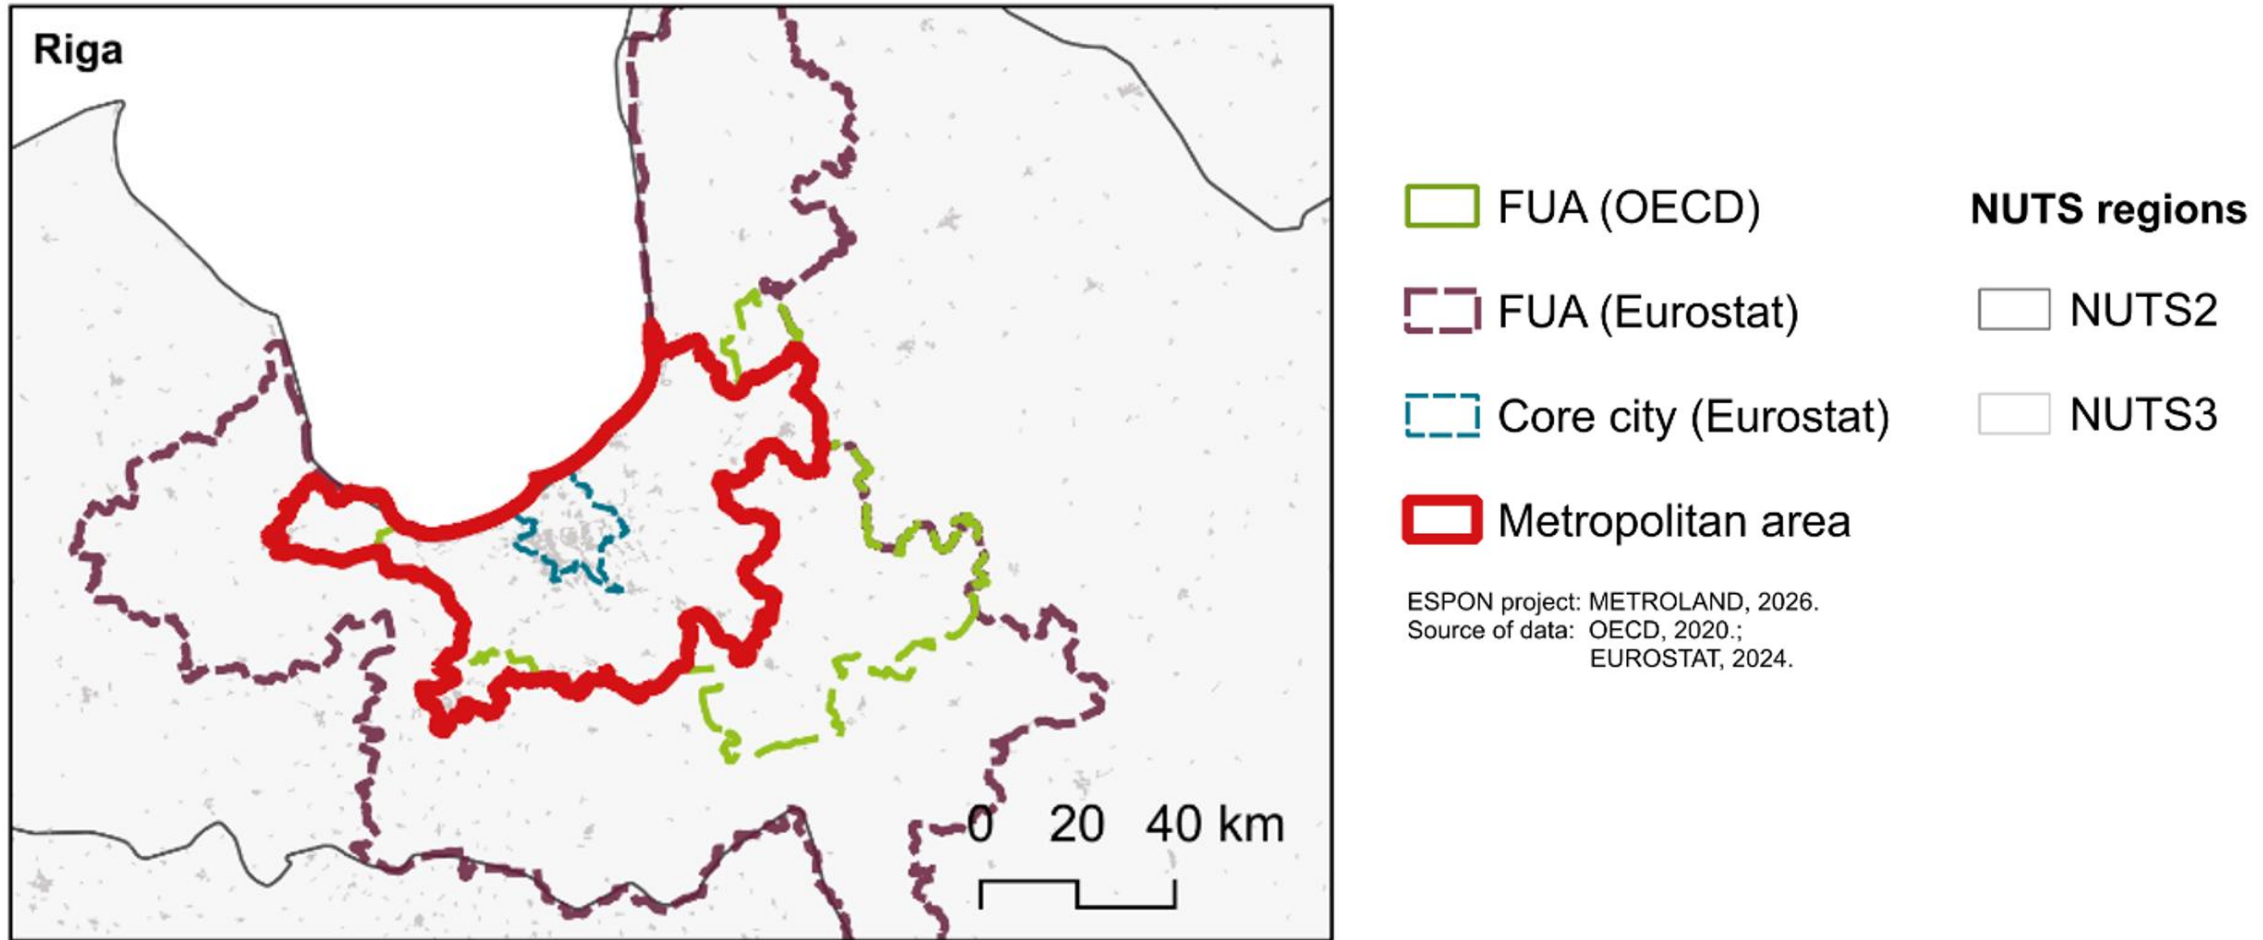 Riga
0 20 40 km
FUA (OECD)
FUA (Eurostat)
Core city (Eurostat)
Metropolitan area
NUTS regions
NUTS2
NUTS3
ESPON project: METROLAND, 2026.
Source of data: OECD, 2020.;
EUROSTAT, 2024.